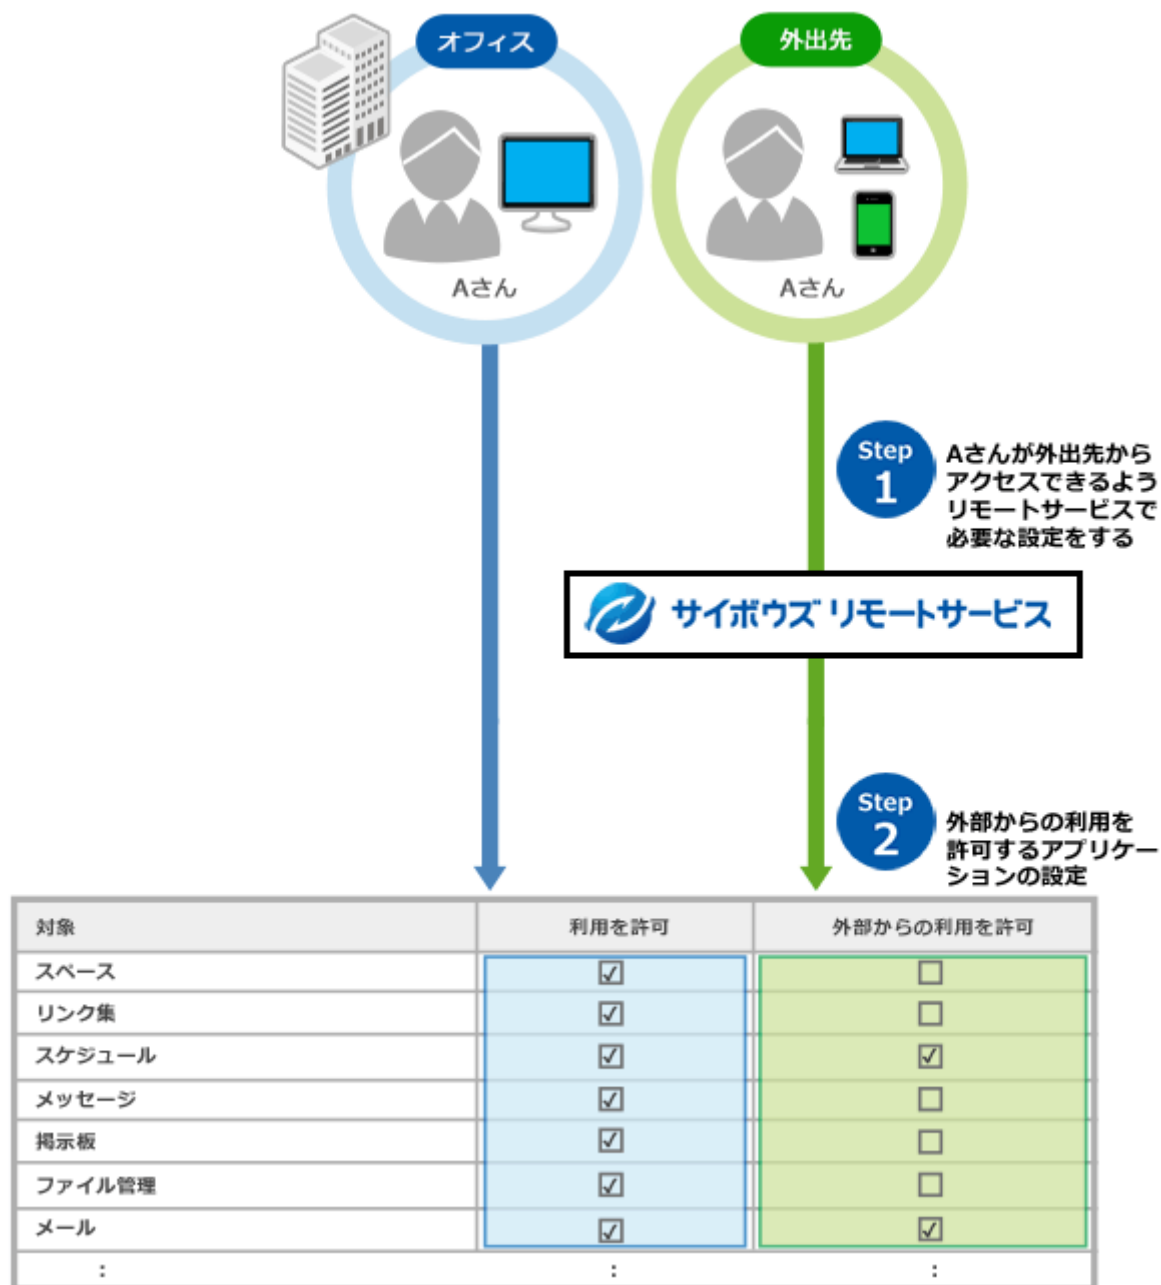 オフィス
外出先
Aさん
Aさん
Step
1
Aさんが外出先から
アクセスできるよう
リモートサービスで
必要な設定をする
サイボウズ リモートサービス
Step
2
外部からの利用を
許可するアプリケー
ションの設定
対象 利用を許可 外部からの利用を許可
スペース
リンク集
スケジュール
メッセージ
掲示板
ファイル管理
メール
: : :